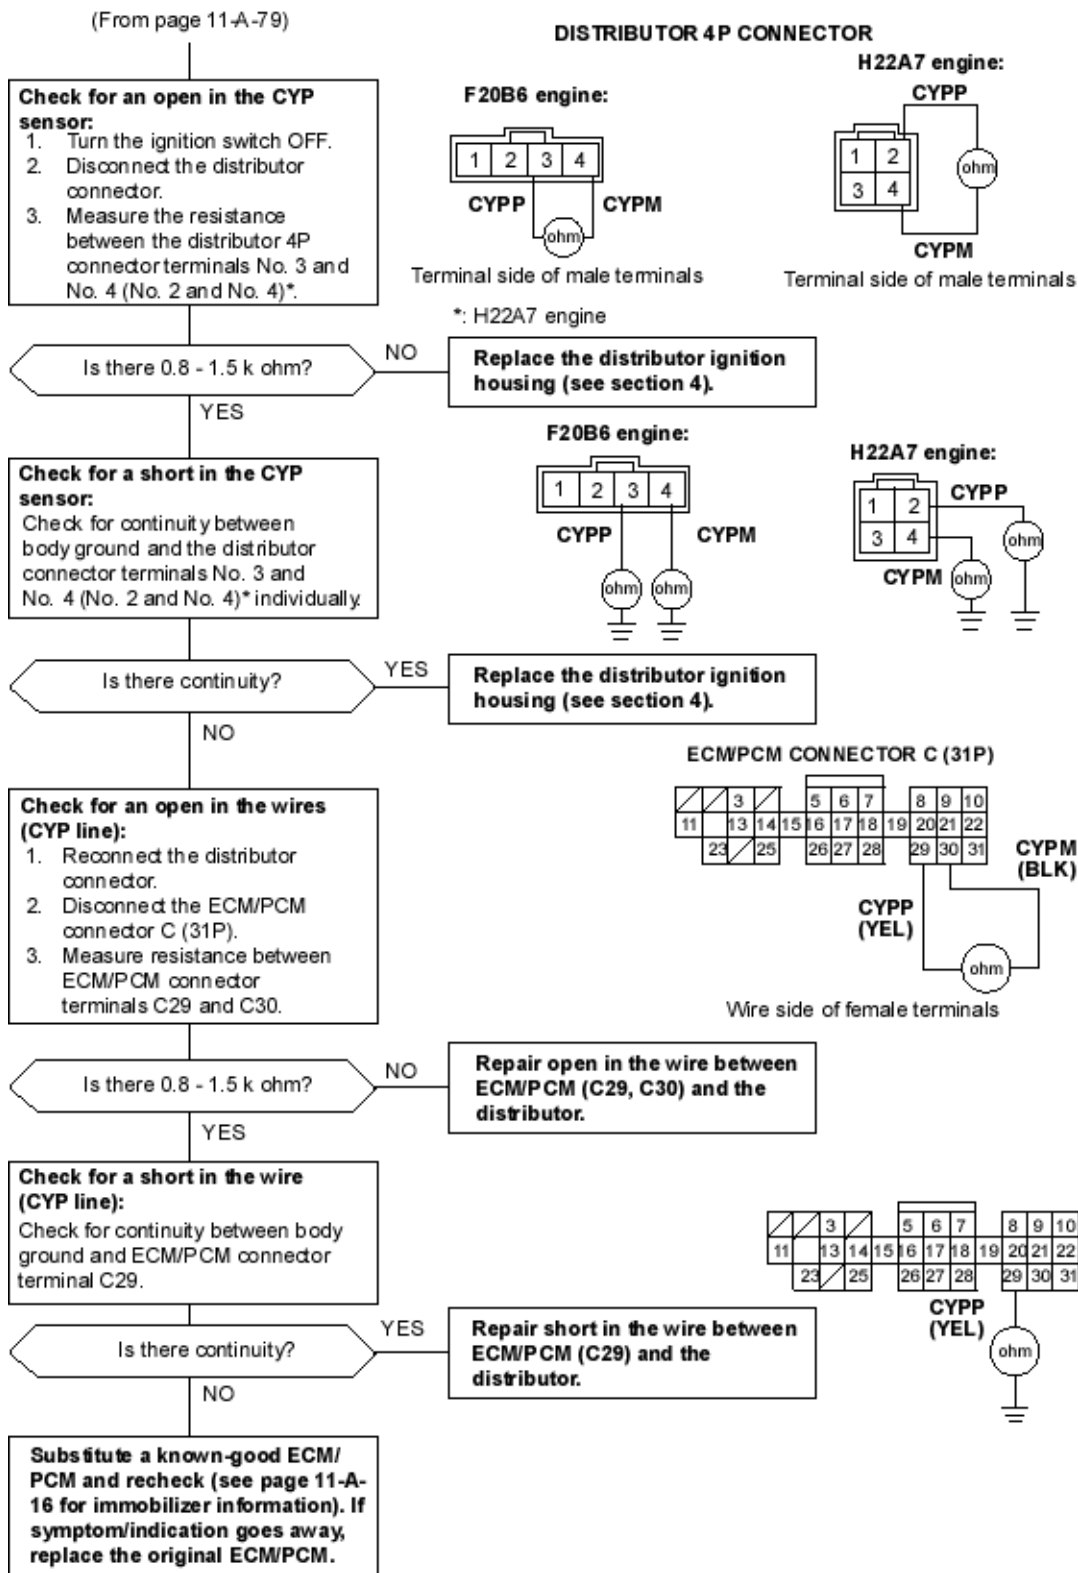 (From page 11-A-79)
DISTRIBUTOR 4P CONNECTOR
Check for an open in the CYP
sensor:
1. Turn the ignition switch OFF.
2. Disconnect the distributor
connector.
3. Measure the resistance
between the distributor 4P
connector terminals No. 3 and
No. 4 (No. 2 and No. 4)*.
F20B6 engine:
1 2 3 4
CYPP CYPM
ohm
Terminal side of male terminals
H22A7 engine:
CYPP
1 2
3 4
ohm
CYPM
Terminal side of male terminals
*: H22A7 engine
Is there 0.8 - 1.5 k ohm?
NO
Replace the distributor ignition
housing (see section 4).
YES
Check for a short in the CYP
sensor:
Check for continuity between
body ground and the distributor
connector terminals No. 3 and
No. 4 (No. 2 and No. 4)* individually.
F20B6 engine:
1 2 3 4
CYPP CYPM
ohm ohm
H22A7 engine:
CYPP
1 2
3 4
ohm
CYPM
ohm
Is there continuity?
YES
Replace the distributor ignition
housing (see section 4).
NO
Check for an open in the wires
(CYP line):
1. Reconnect the distributor
connector.
2. Disconnect the ECM/PCM
connector C (31P).
3. Measure resistance between
ECM/PCM connector
terminals C29 and C30.
ECM/PCM CONNECTOR C (31P)
3 5 6 7 8 9 10
11 13 14 15 16 17 18 19 20 21 22
23 25 26 27 28 29 30 31
CYPM
(BLK)
CYPP
(YEL)
ohm
Wire side of female terminals
Is there 0.8 - 1.5 k ohm?
NO
Repair open in the wire between
ECM/PCM (C29, C30) and the
distributor.
YES
Check for a short in the wire
(CYP line):
Check for continuity between body
ground and ECM/PCM connector
terminal C29.
3 5 6 7 8 9 10
11 13 14 15 16 17 18 19 20 21 22
23 25 26 27 28 29 30 31
CYPP
(YEL)
ohm
Is there continuity?
YES
Repair short in the wire between
ECM/PCM (C29) and the
distributor.
NO
Substitute a known-good ECM/
PCM and recheck (see page 11-A-
16 for immobilizer information). If
symptom/indication goes away,
replace the original ECM/PCM.